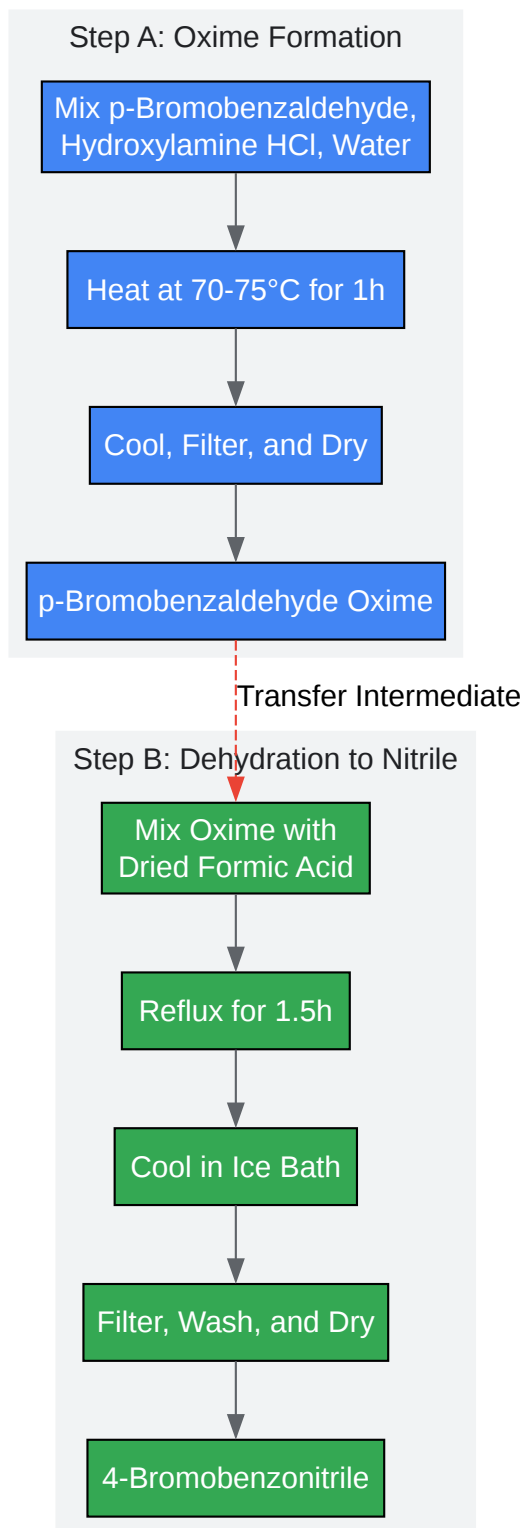 Step A: Oxime Formation
Mix p-Bromobenzaldehyde,
Hydroxylamine HCl, Water
Heat at 70-75°C for 1h
Cool, Filter, and Dry
p-Bromobenzaldehyde Oxime
Transfer Intermediate
Step B: Dehydration to Nitrile
Mix Oxime with
Dried Formic Acid
Reflux for 1.5h
Cool in Ice Bath
Filter, Wash, and Dry
4-Bromobenzonitrile